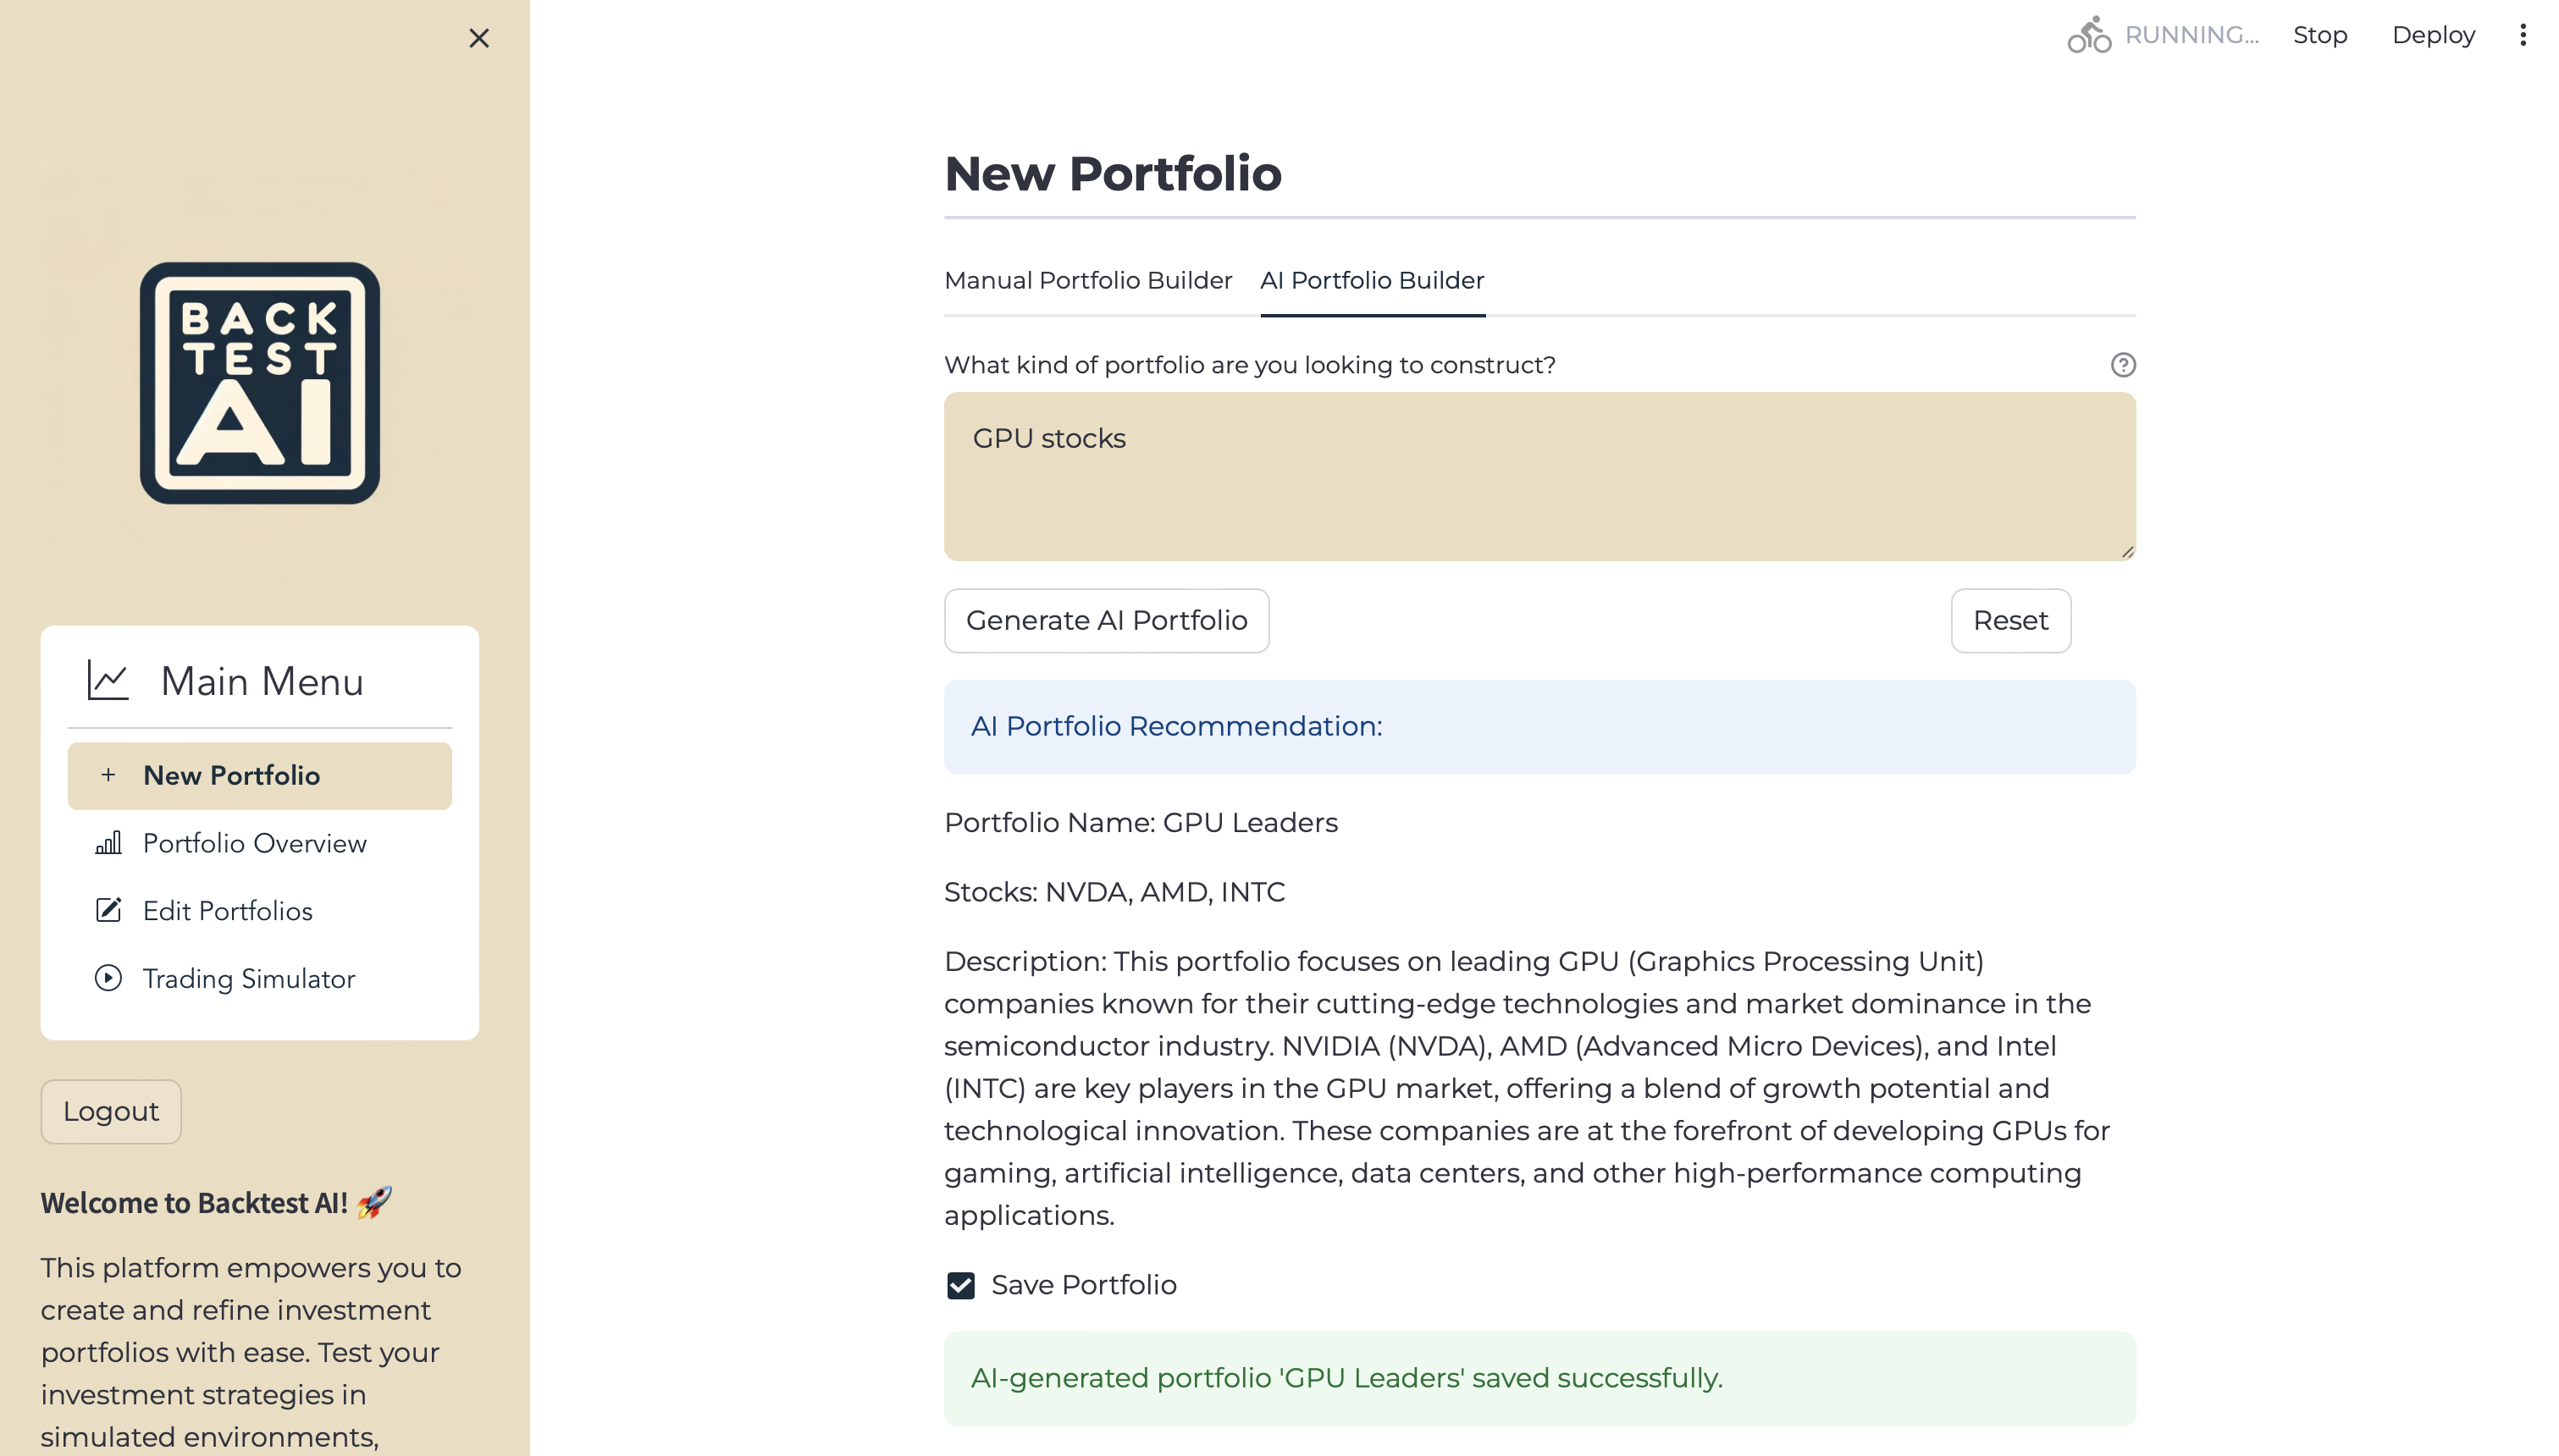 RUNNING...
Stop
Deploy
BACK
TEST
AI
Main Menu
+ New Portfolio
Portfolio Overview
Edit Portfolios
Trading Simulator
Logout
Welcome to Backtest AI! 🚀
This platform empowers you to
create and refine investment
portfolios with ease. Test your
investment strategies in
simulated environments,
New Portfolio
Manual Portfolio Builder
AI Portfolio Builder
What kind of portfolio are you looking to construct?
GPU stocks
Generate AI Portfolio
Reset
AI Portfolio Recommendation:
Portfolio Name: GPU Leaders
Stocks: NVDA, AMD, INTC
Description: This portfolio focuses on leading GPU (Graphics Processing Unit)
companies known for their cutting-edge technologies and market dominance in the
semiconductor industry. NVIDIA (NVDA), AMD (Advanced Micro Devices), and Intel
(INTC) are key players in the GPU market, offering a blend of growth potential and
technological innovation. These companies are at the forefront of developing GPUs for
gaming, artificial intelligence, data centers, and other high-performance computing
applications.
Save Portfolio
AI-generated portfolio 'GPU Leaders' saved successfully.